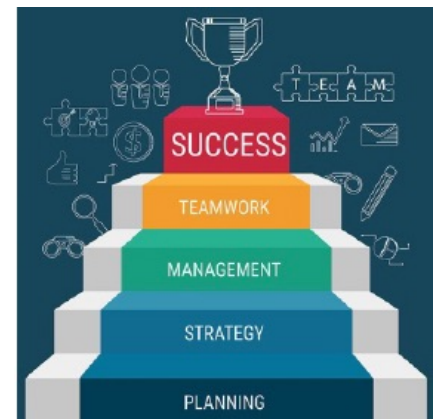 TEAM
SUCCESS
TEAMWORK
MANAGEMENT
STRATEGY
PLANNING